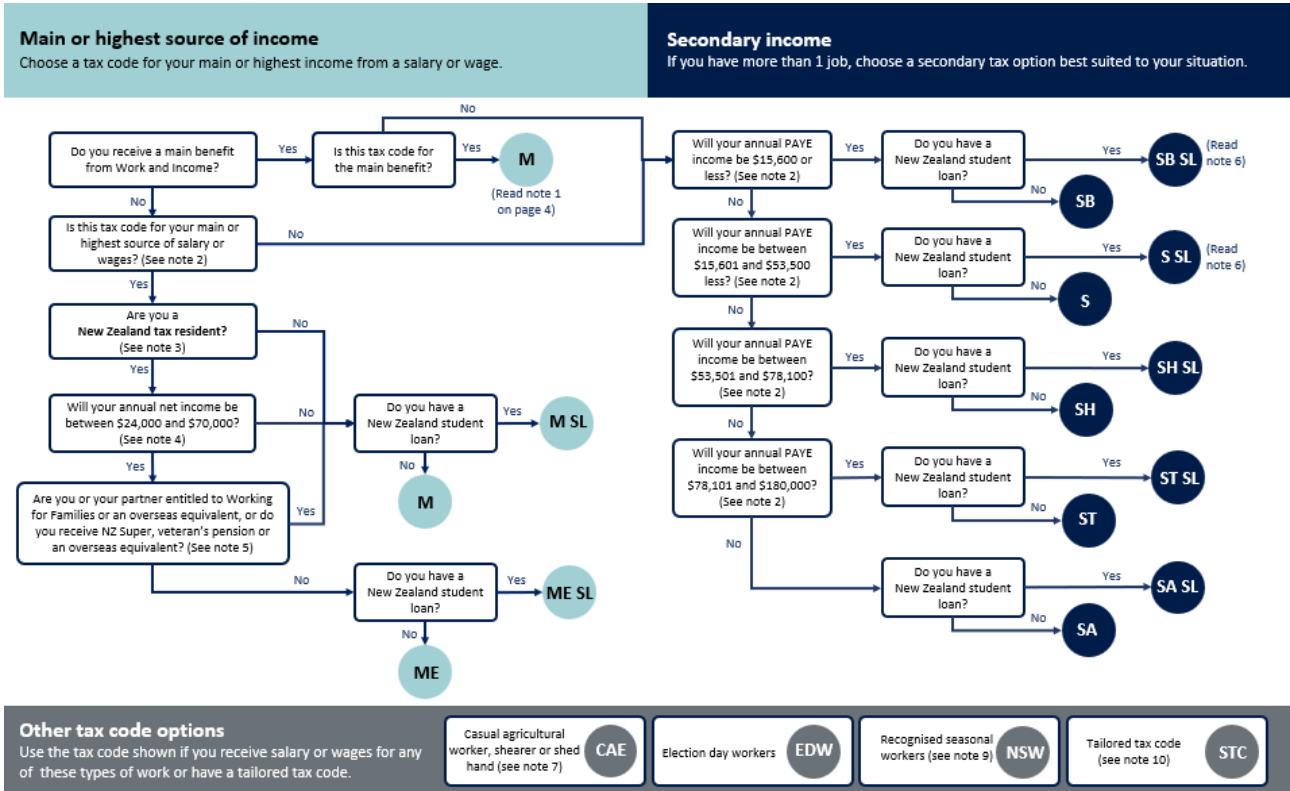 Main or highest source of income
Choose a tax code for your main or highest income from a salary or wage.
Secondary income
If you have more than 1 job, choose a secondary tax option best suited to your situation.
Do you receive a main benefit
from Work and Income?
Yes
No
Is this tax code for
the main benefit?
No
Yes
M
(Read note 1
on page 4)
Is this tax code for your main or
highest source of salary or
wages? (See note 2)
No
Yes
Are you a
New Zealand tax resident?
(See note 3)
No
Yes
Will your annual net income be
between $24,000 and $70,000?
(See note 4)
No
Yes
Do you have a
New Zealand student
loan?
Yes
M SL
No
M
Are you or your partner entitled to Working
for Families or an overseas equivalent, or do
you receive NZ Super, veteran's pension or
an overseas equivalent? (See note 5)
Yes
No
Do you have a
New Zealand student
loan?
Yes
ME SL
No
ME
Will your annual PAYE
income be $15,600 or
less? (See note 2)
Yes
No
Do you have a
New Zealand student
loan?
Yes
SB SL
(Read
note 6)
No
SB
Will your annual PAYE
income be between
$15,601 and $53,500
less? (See note 2)
Yes
No
Do you have a
New Zealand student
loan?
Yes
S SL
(Read
note 6)
No
S
Will your annual PAYE
income be between
$53,501 and $78,100?
(See note 2)
Yes
No
Do you have a
New Zealand student
loan?
Yes
SH SL
No
SH
Will your annual PAYE
income be between
$78,101 and $180,000?
(See note 2)
Yes
No
Do you have a
New Zealand student
loan?
Yes
ST SL
No
ST
Do you have a
New Zealand student
loan?
Yes
SA SL
No
SA
Other tax code options
Use the tax code shown if you receive salary or wages for any
of these types of work or have a tailored tax code.
Casual agricultural
worker, shearer or shed
hand (see note 7)
CAE
Election day workers
EDW
Recognised seasonal
workers (see note 9)
NSW
Tailored tax code
(see note 10)
STC